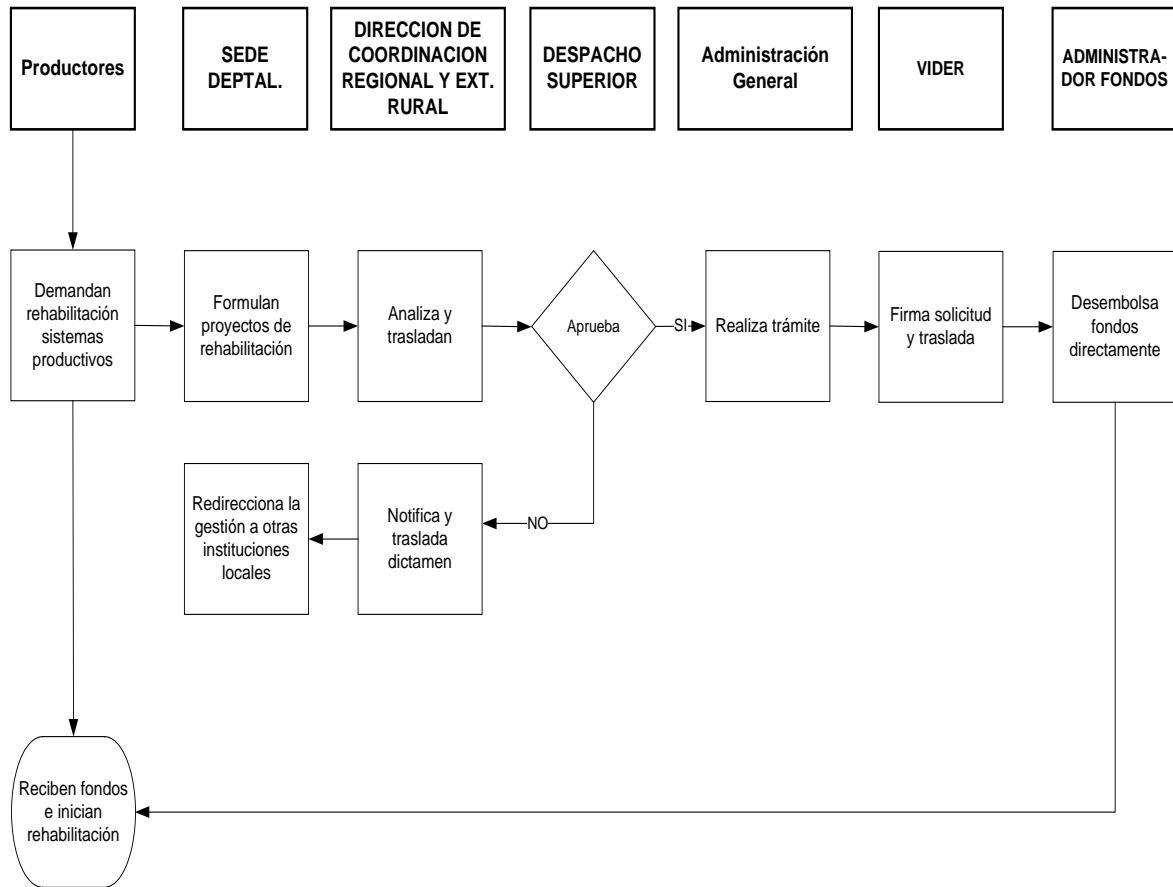 Productores
SEDE
DEPTAL.
DIRECCION DE
COORDINACION
REGIONAL Y EXT.
RURAL
DESPACHO
SUPERIOR
Administración
General
VIDER
ADMINISTRA-
DOR FONDOS
Demandan
rehabilitación
sistemas
productivos
Formulan
proyectos de
rehabilitación
Analiza y
trasladan
Aprueba
SI
Realiza trámite
Firma solicitud
y traslada
Desembolsa
fondos
directamente
Redirecciona la
gestión a otras
instituciones
locales
Notifica y
traslada
dictamen
NO
Reciben fondos
e inician
rehabilitación